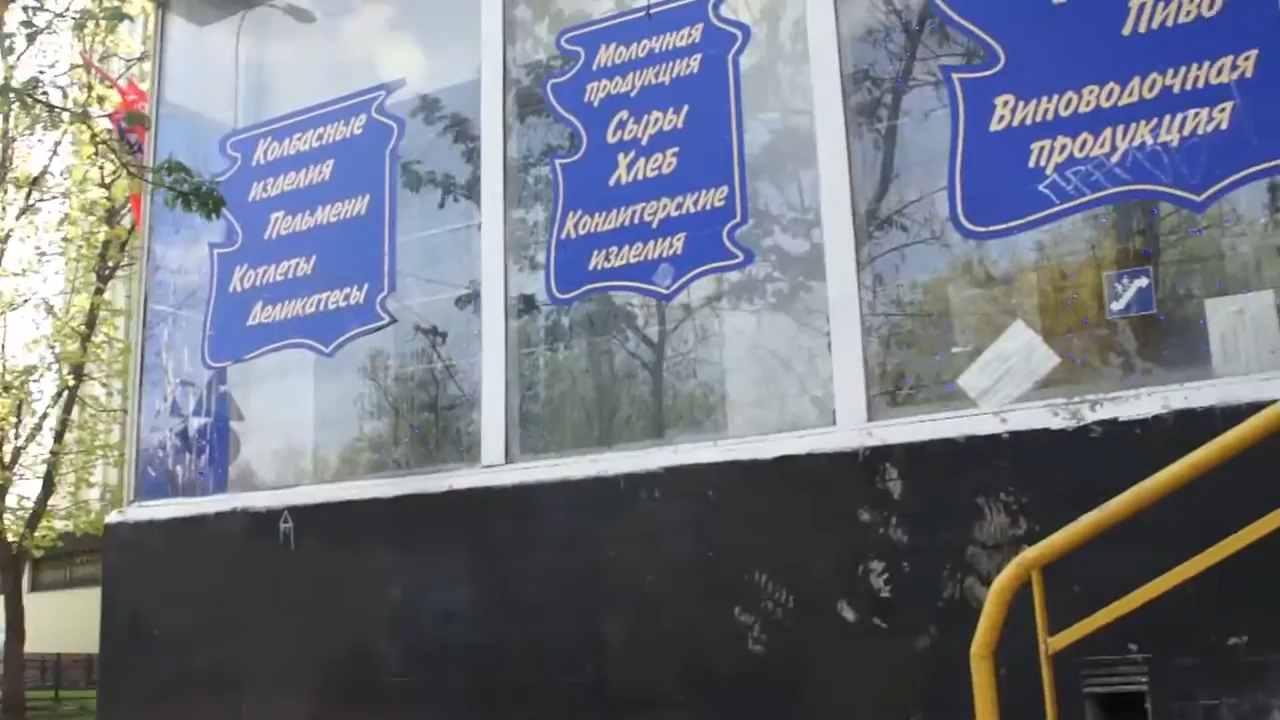 Колбасные
изделия
Пельмени
Котлеты
Деликатесы
Молочная
продукция
Сыры
Хлеб
Кондитерские
изделия
Пиво
Виноводочная
продукция